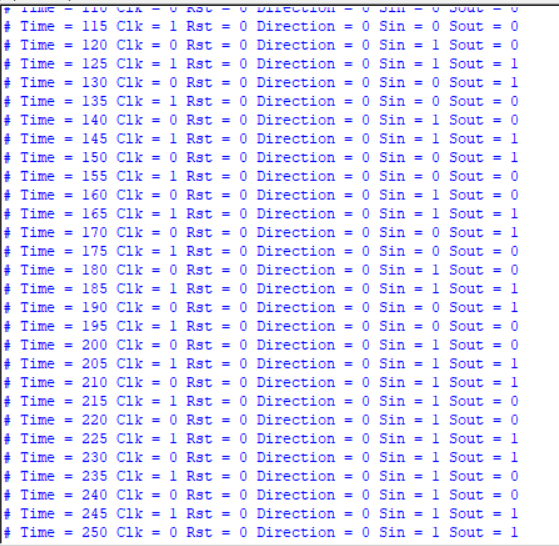 # Time = 110 Clk = 0 Rst = 0 Direction = 0 Sin = 0 Sout = 0
# Time = 115 Clk = 1 Rst = 0 Direction = 0 Sin = 0 Sout = 0
# Time = 120 Clk = 0 Rst = 0 Direction = 0 Sin = 1 Sout = 0
# Time = 125 Clk = 1 Rst = 0 Direction = 0 Sin = 1 Sout = 1
# Time = 130 Clk = 0 Rst = 0 Direction = 0 Sin = 0 Sout = 1
# Time = 135 Clk = 1 Rst = 0 Direction = 0 Sin = 0 Sout = 0
# Time = 140 Clk = 0 Rst = 0 Direction = 0 Sin = 1 Sout = 0
# Time = 145 Clk = 1 Rst = 0 Direction = 0 Sin = 1 Sout = 1
# Time = 150 Clk = 0 Rst = 0 Direction = 0 Sin = 0 Sout = 1
# Time = 155 Clk = 1 Rst = 0 Direction = 0 Sin = 0 Sout = 0
# Time = 160 Clk = 0 Rst = 0 Direction = 0 Sin = 1 Sout = 0
# Time = 165 Clk = 1 Rst = 0 Direction = 0 Sin = 1 Sout = 1
# Time = 170 Clk = 0 Rst = 0 Direction = 0 Sin = 0 Sout = 1
# Time = 175 Clk = 1 Rst = 0 Direction = 0 Sin = 0 Sout = 0
# Time = 180 Clk = 0 Rst = 0 Direction = 0 Sin = 1 Sout = 0
# Time = 185 Clk = 1 Rst = 0 Direction = 0 Sin = 1 Sout = 1
# Time = 190 Clk = 0 Rst = 0 Direction = 0 Sin = 0 Sout = 1
# Time = 195 Clk = 1 Rst = 0 Direction = 0 Sin = 0 Sout = 0
# Time = 200 Clk = 0 Rst = 0 Direction = 0 Sin = 1 Sout = 0
# Time = 205 Clk = 1 Rst = 0 Direction = 0 Sin = 1 Sout = 1
# Time = 210 Clk = 0 Rst = 0 Direction = 0 Sin = 1 Sout = 1
# Time = 215 Clk = 1 Rst = 0 Direction = 0 Sin = 1 Sout = 0
# Time = 220 Clk = 0 Rst = 0 Direction = 0 Sin = 1 Sout = 0
# Time = 225 Clk = 1 Rst = 0 Direction = 0 Sin = 1 Sout = 1
# Time = 230 Clk = 0 Rst = 0 Direction = 0 Sin = 1 Sout = 1
# Time = 235 Clk = 1 Rst = 0 Direction = 0 Sin = 1 Sout = 0
# Time = 240 Clk = 0 Rst = 0 Direction = 0 Sin = 1 Sout = 0
# Time = 245 Clk = 1 Rst = 0 Direction = 0 Sin = 1 Sout = 1
# Time = 250 Clk = 0 Rst = 0 Direction = 0 Sin = 1 Sout = 1